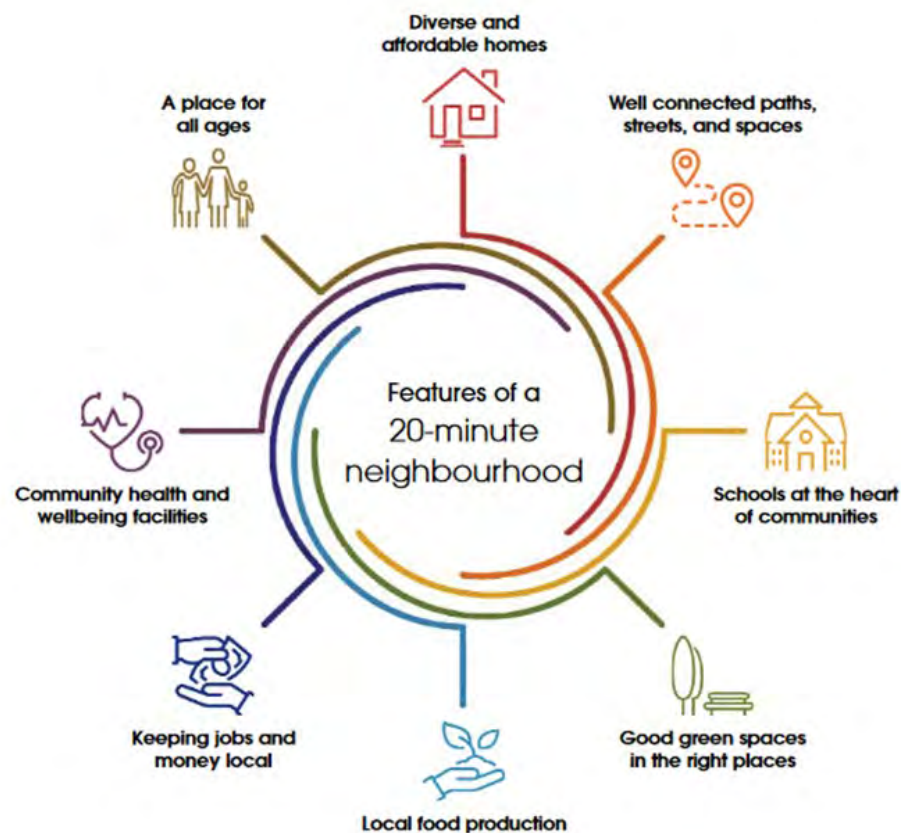 Diverse and
affordable homes
Well connected paths,
streets, and spaces
Schools at the heart
of communities
Good green spaces
in the right places
Local food production
Keeping jobs and
money local
Community health and
wellbeing facilities
A place for
all ages
Features of a
20-minute
neighbourhood